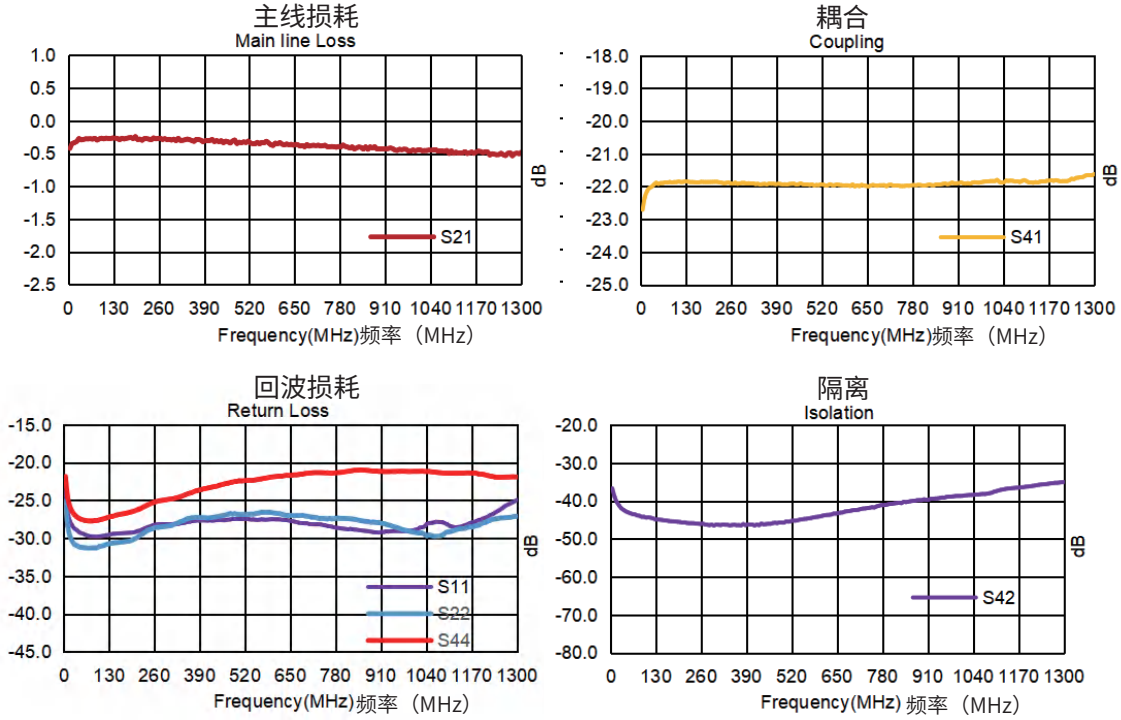 主线损耗
Main line Loss
1.0
0.5
0.0
-0.5
-1.0
-1.5
-2.0
-2.5
dB
S21
0 130 260 390 520 650 780 910 1040 1170 1300
Frequency(MHz)频率（MHz）
耦合
Coupling
-18.0
-19.0
-20.0
-21.0
-22.0
-23.0
-24.0
-25.0
dB
S41
0 130 260 390 520 650 780 910 1040 1170 1300
Frequency(MHz)频率（MHz）
回波损耗
Return Loss
-15.0
-20.0
-25.0
-30.0
-35.0
-40.0
-45.0
dB
S11
S22
S44
0 130 260 390 520 650 780 910 1040 1170 1300
Frequency(MHz)频率（MHz）
隔离
Isolation
-20.0
-30.0
-40.0
-50.0
-60.0
-70.0
-80.0
dB
S42
0 130 260 390 520 650 780 910 1040 1170 1300
Frequency(MHz) 频率（MHz）